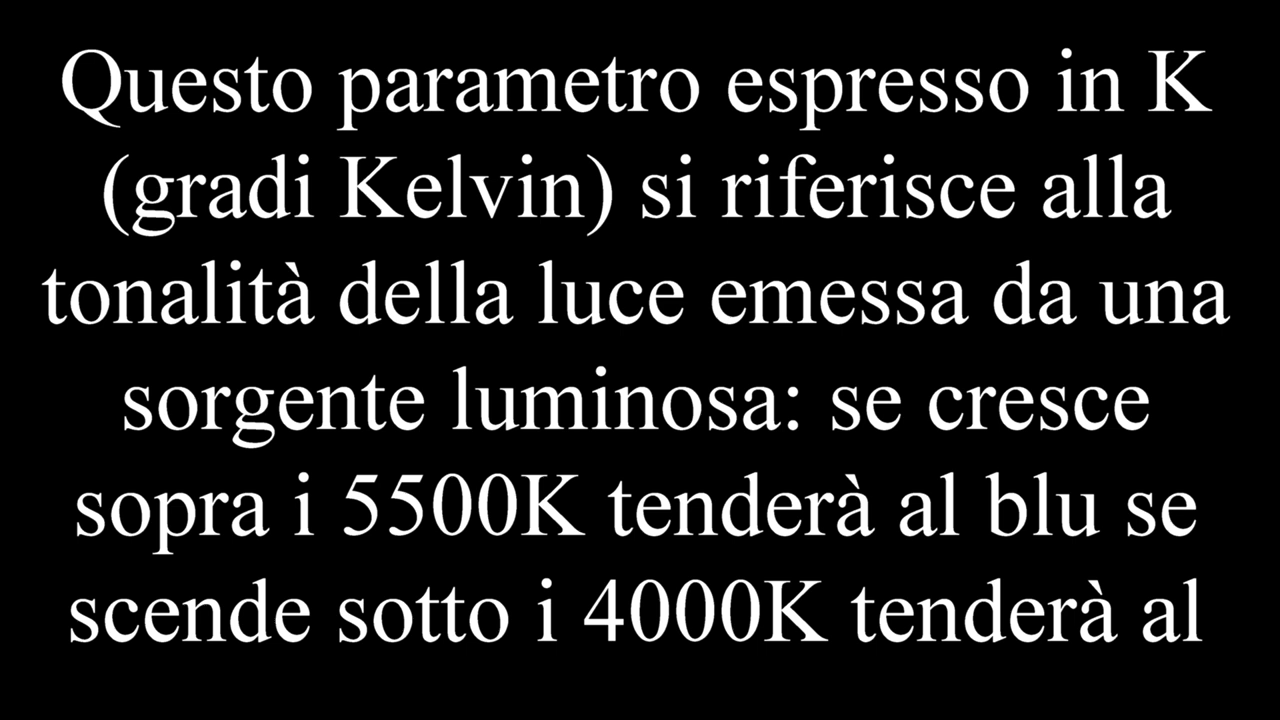 Questo parametro espresso in K
(gradi Kelvin) si riferisce alla
tonalità della luce emessa da una
sorgente luminosa: se cresce
sopra i 5500K tenderà al blu se
scende sotto i 4000K tenderà al